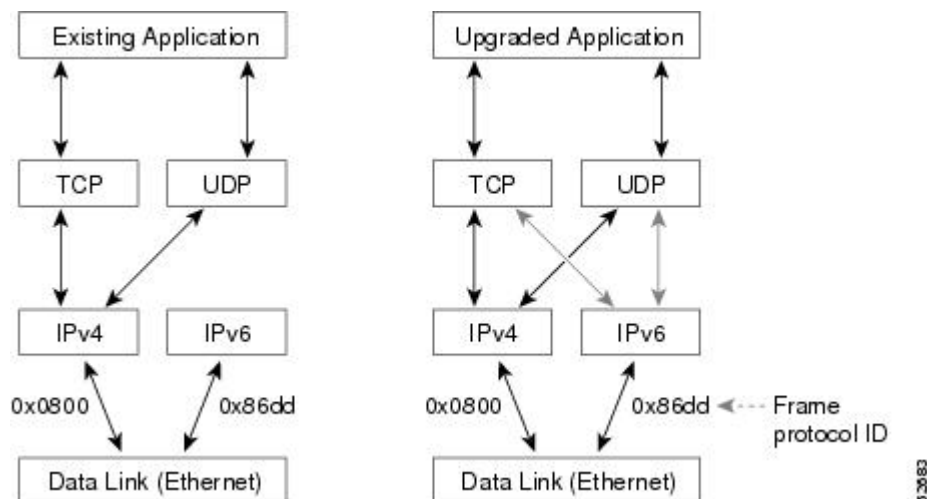 Existing Application
Upgraded Application
TCP
UDP
TCP
UDP
IPv4
IPv6
IPv4
IPv6
0x0800
0x86dd
0x0800
0x86dd
Frame
protocol ID
Data Link (Ethernet)
Data Link (Ethernet)